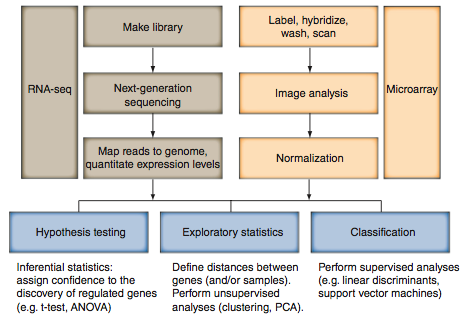 RNA-seq
Make library
Next-generation
sequencing
Map reads to genome,
quantitate expression levels
Label, hybridize,
wash, scan
Image analysis
Normalization
Microarray
Hypothesis testing
Exploratory statistics
Classification
Inferential statistics:
assign confidence to the
discovery of regulated genes
(e.g. t-test, ANOVA)
Define distances between
genes (and/or samples).
Perform unsupervised
analyses (clustering, PCA).
Perform supervised analyses
(e.g. linear discriminants,
support vector machines)